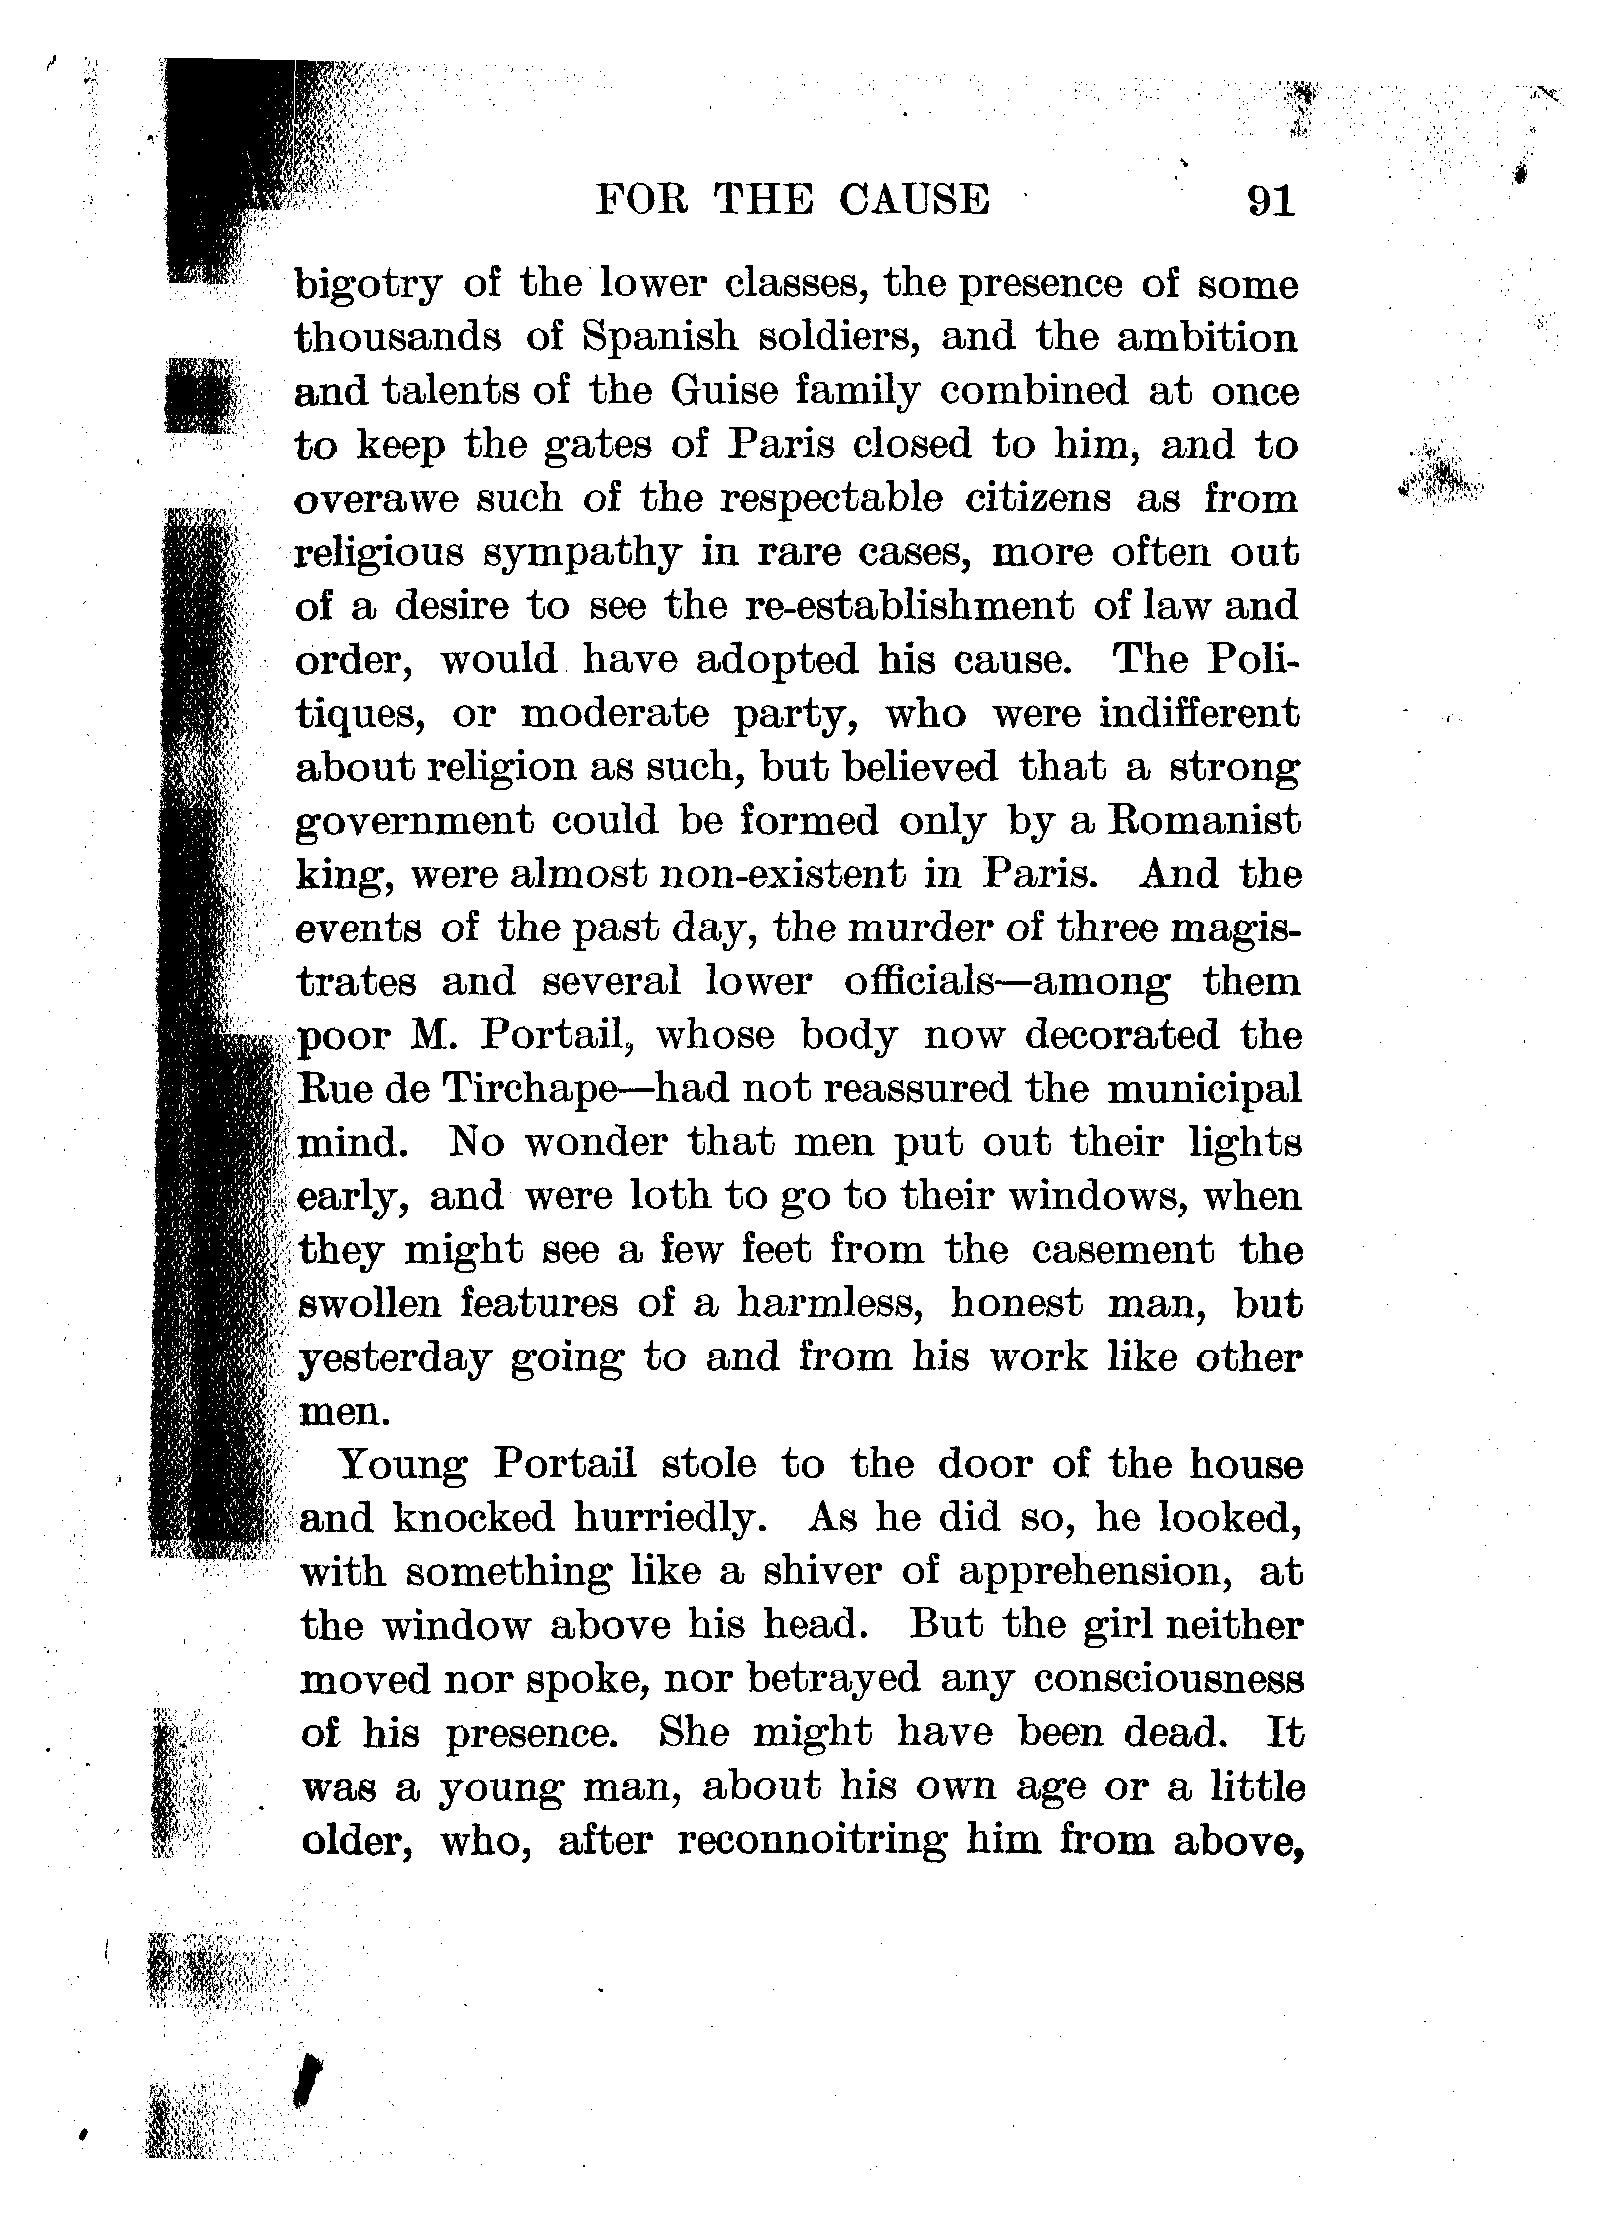 FOR THE CAUSE 91
bigotry of the lower classes, the presence of some
thousands of Spanish soldiers, and the ambition
and talents of the Guise family combined at once
to keep the gates of Paris closed to him, and to
overawe such of the respectable citizens as from
religious sympathy in rare cases, more often out
of a desire to see the re-establishment of law and
order, would have adopted his cause. The Poli-
tiques, or moderate party, who were indifferent
about religion as such, but believed that a strong
government could be formed only by a Romanist
king, were almost non-existent in Paris. And the
events of the past day, the murder of three magis-
trates and several lower officials—among them
poor M. Portail, whose body now decorated the
Rue de Tirchape—had not reassured the municipal
mind. No wonder that men put out their lights
early, and were loth to go to their windows, when
they might see a few feet from the casement the
swollen features of a harmless, honest man, but
yesterday going to and from his work like other
men.
Young Portail stole to the door of the house
and knocked hurriedly. As he did so, he looked,
with something like a shiver of apprehension, at
the window above his head. But the girl neither
moved nor spoke, nor betrayed any consciousness
of his presence. She might have been dead. It
was a young man, about his own age or a little
older, who, after reconnoitring him from above,